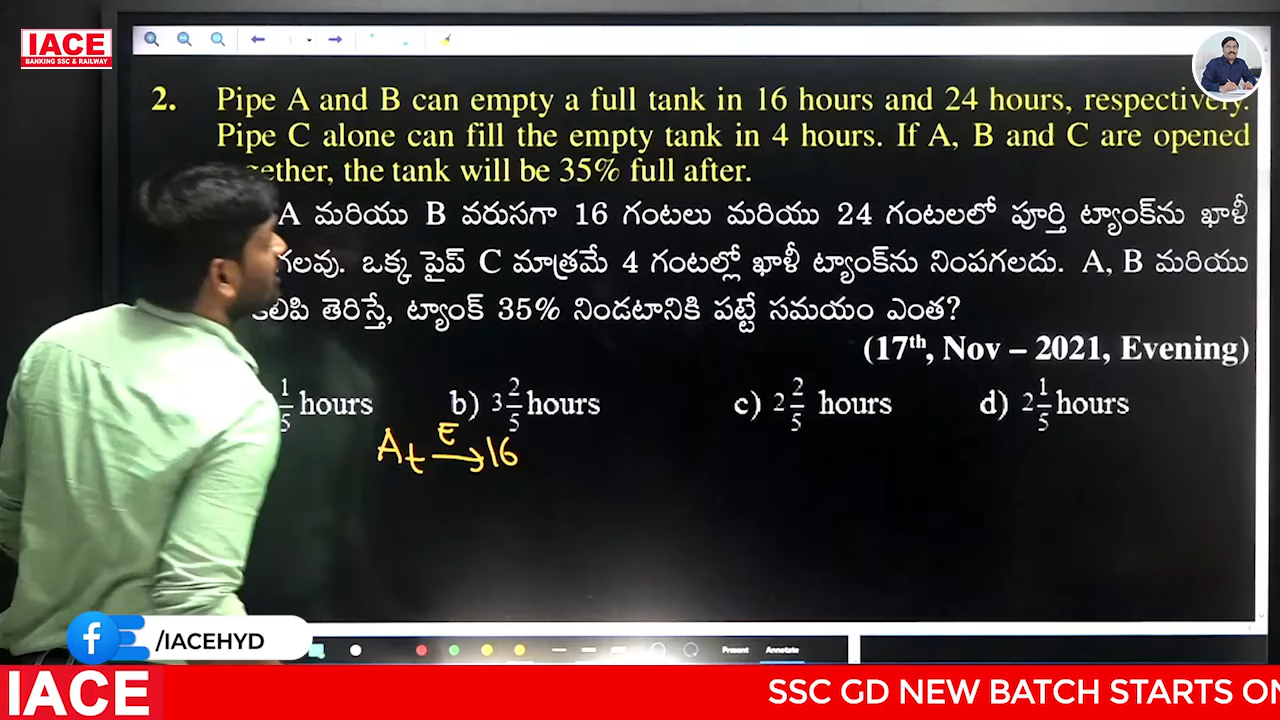 IACE
BANKING SSC & RAILWAY
2. Pipe A and B can empty a full tank in 16 hours and 24 hours, respectively.
Pipe C alone can fill the empty tank in 4 hours. If A, B and C are opened
the tank will be 35% full after.
A మరియు B వరుసగా 16 గంటలు మరియు 24 గంటలలో పూర్తి ట్యాంక్‌ను ఖాళీ
ఒక్క పైప్ C మాత్రమే 4 గంటల్లో ఖాళీ ట్యాంక్‌ను నింపగలదు. A, B మరియు
తెరిస్తే, ట్యాంక్ 35% నిండటానికి పట్టే సమయం ఎంత?
(17th, Nov – 2021, Evening)
1/5 hours b) 3 2/5 hours c) 2 2/5 hours d) 2 1/5 hours
At E → 16
/IACEHYD
Present Annotate
IACE SSC GD NEW BATCH STARTS ON